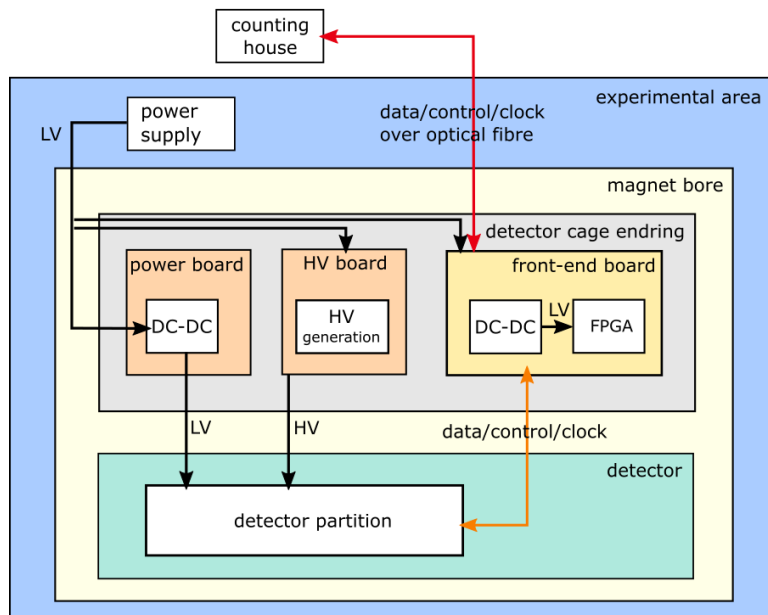 counting
house
experimental area
power
supply
LV
data/control/clock
over optical fibre
magnet bore
detector cage endring
power board
HV board
front-end board
DC-DC
HV
generation
DC-DC
LV
FPGA
LV
HV
data/control/clock
detector
detector partition